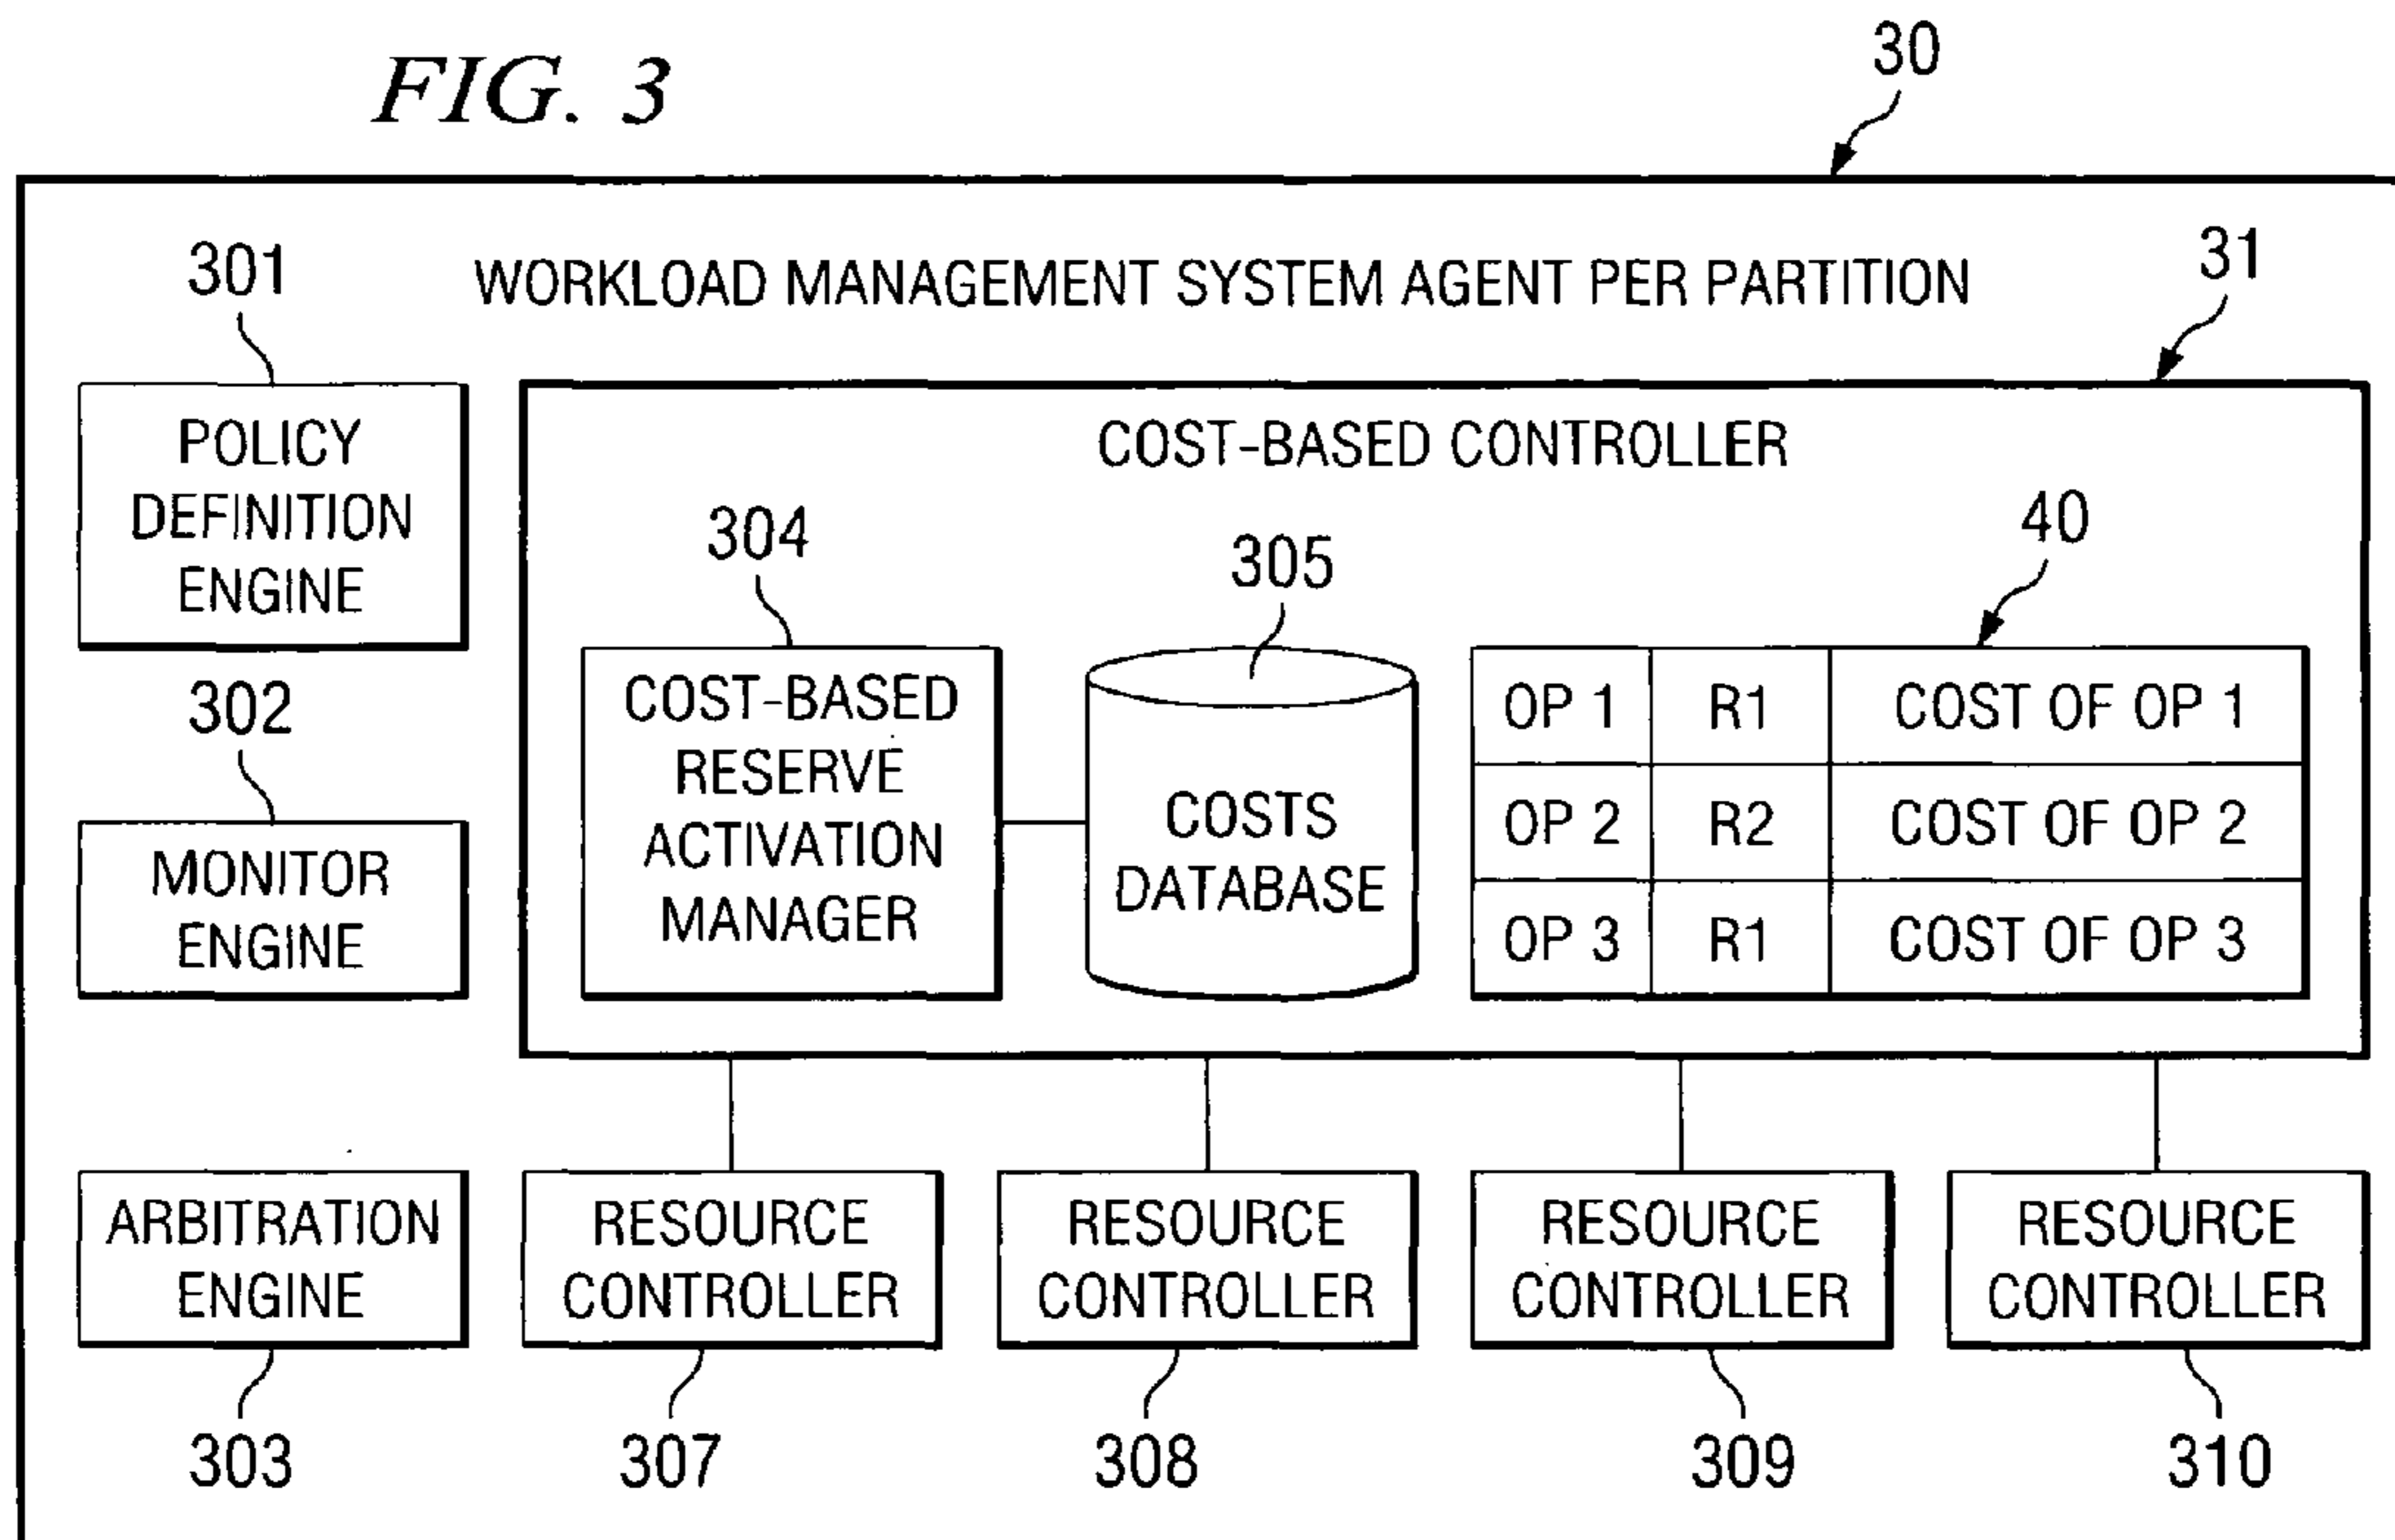 FIG. 3
30
WORKLOAD MANAGEMENT SYSTEM AGENT PER PARTITION
31
301
POLICY
DEFINITION
ENGINE
302
MONITOR
ENGINE
ARBITRATION
ENGINE
303
COST-BASED CONTROLLER
304
COST-BASED
RESERVE
ACTIVATION
MANAGER
305
COSTS
DATABASE
40
OP 1 R1 COST OF OP 1
OP 2 R2 COST OF OP 2
OP 3 R1 COST OF OP 3
RESOURCE
CONTROLLER
307
RESOURCE
CONTROLLER
308
RESOURCE
CONTROLLER
309
RESOURCE
CONTROLLER
310